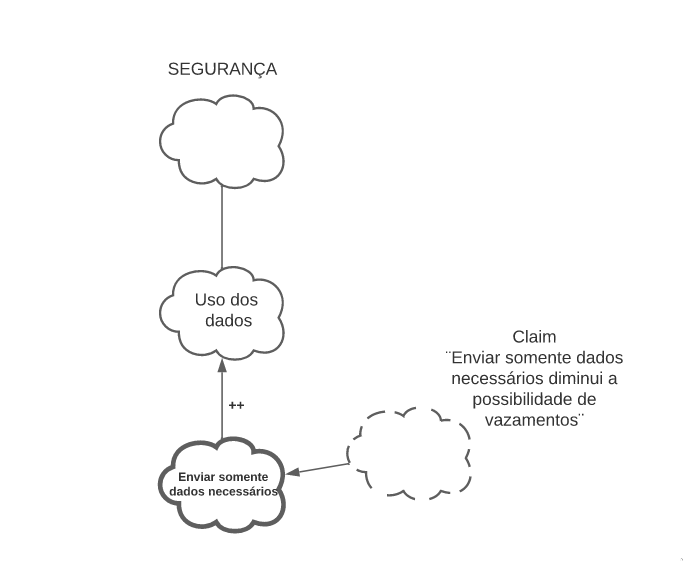 SEGURANÇA
Uso dos
dados
Claim
¨Enviar somente dados
necessários diminui a
possibilidade de
vazamentos¨
++
Enviar somente
dados necessários